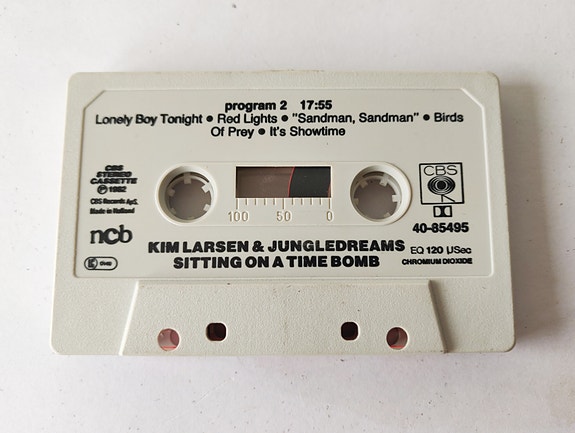 program 2 17:55
Lonely Boy Tonight • Red Lights • "Sandman, Sandman" • Birds
Of Prey • It's Showtime
CBS
STEREO
CASSETTE
℗ 1982
CBS Records ApS.
Made in Holland
ncb
100 50 0
CBS
40-85495
KIM LARSEN & JUNGLEDREAMS
SITTING ON A TIME BOMB
EQ 120 µSec
CHROMIUM DIOXIDE